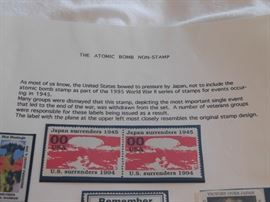 THE ATOMIC BOMB NON-STAMP
As most of us know, the United States bowed to pressure by Japan, not to include the
atomic bomb stamp as part of the 1995 World War II series of stamps for events occur-
ing in 1945.
Many groups were dismayed that this stamp, depicting the most important single event
that led to the end of the war, was withdrawn from the set. A number of veterans groups
were responsible for these labels being issued as a result.
The label with the plane at the upper left most closely resembles the original stamp design.
Japan surrenders 1945
00
USA
U.S. surrenders 1994
Japan surrenders 1945
00
USA
U.S. surrenders 1994
Remember